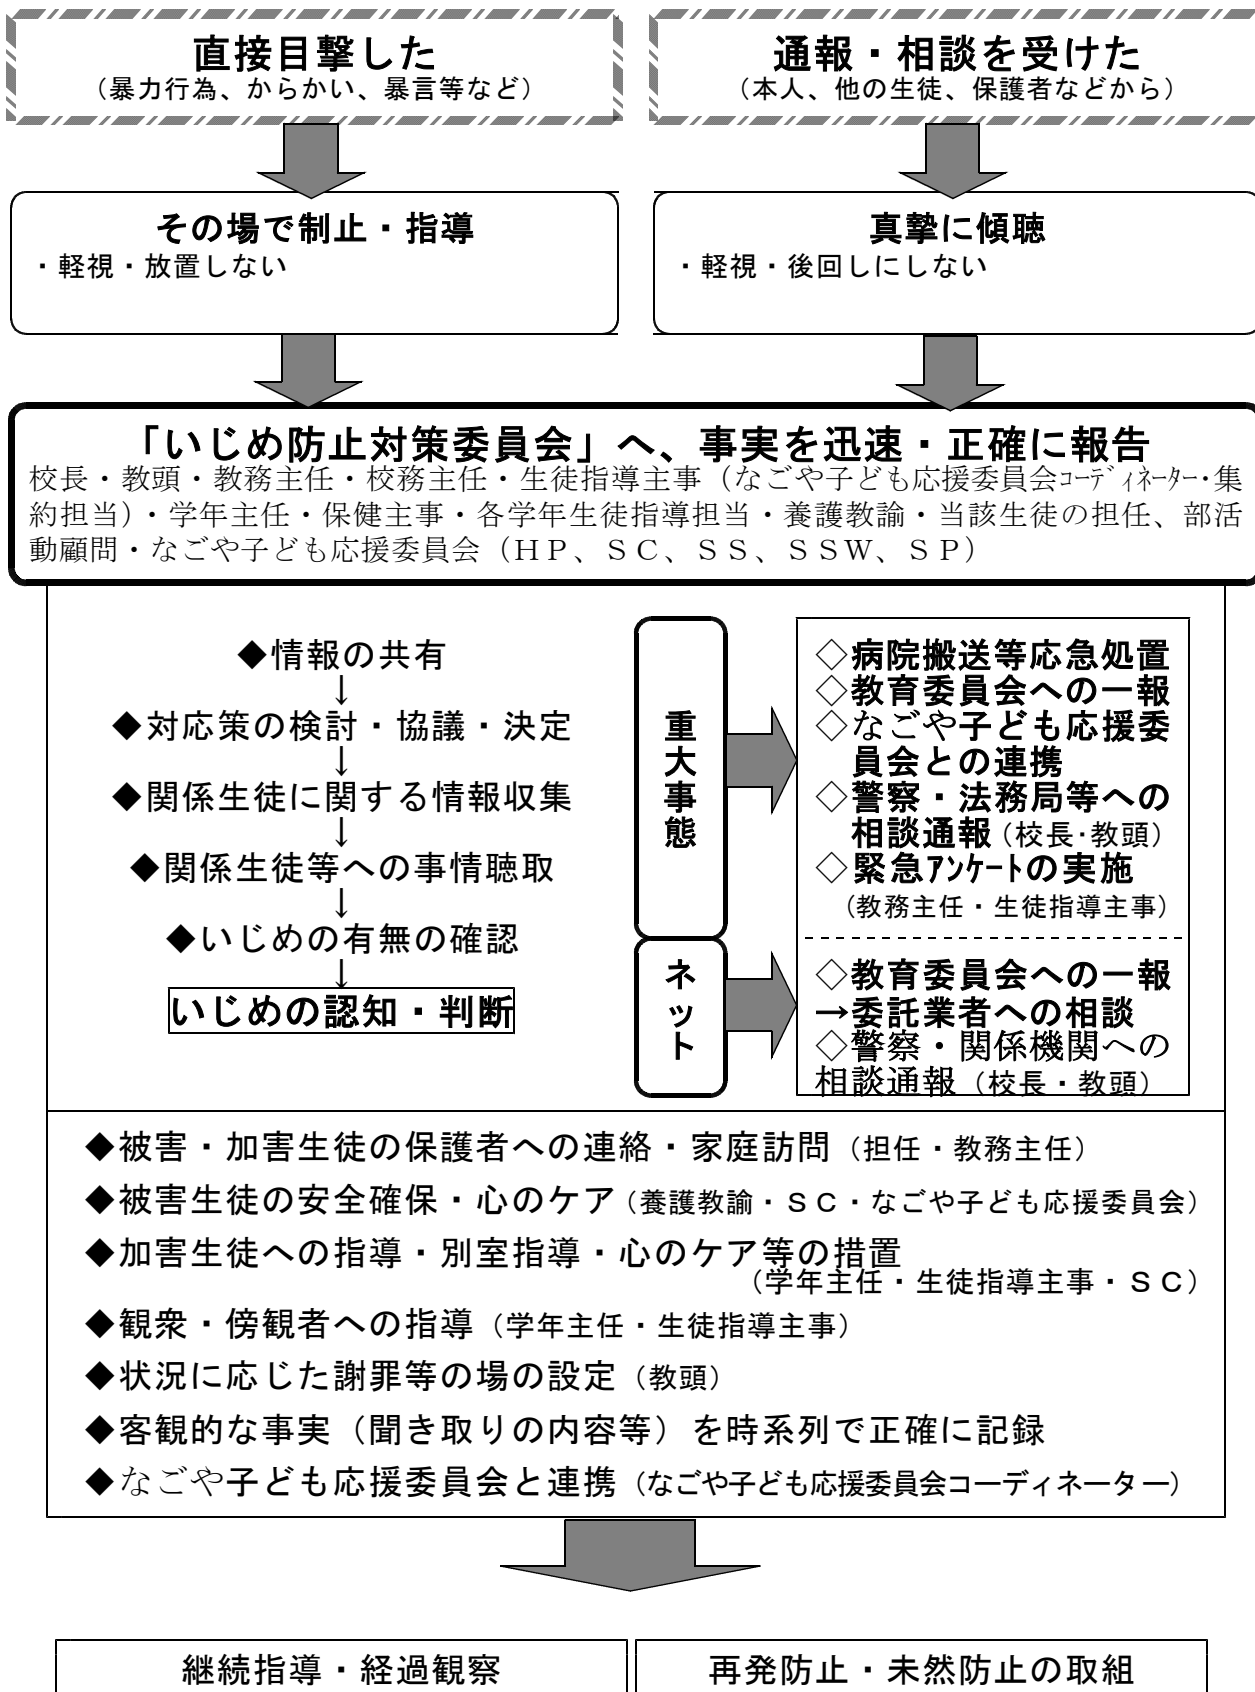 直接目撃した
（暴力行為、からかい、暴言等など）
通報・相談を受けた
（本人、他の生徒、保護者などから）
その場で制止・指導
・軽視・放置しない
真摯に傾聴
・軽視・後回しにしない
「いじめ防止対策委員会」へ、事実を迅速・正確に報告
校長・教頭・教務主任・校務主任・生徒指導主事（なごや子ども応援委員会ｺｰﾃﾞｨﾈｰﾀｰ・集
約担当）・学年主任・保健主事・各学年生徒指導担当・養護教諭・当該生徒の担任、部活
動顧問・なごや子ども応援委員会（ＨＰ、ＳＣ、ＳＳ、ＳＳＷ、ＳＰ）
◆情報の共有
↓
◆対応策の検討・協議・決定
↓
◆関係生徒に関する情報収集
↓
◆関係生徒等への事情聴取
↓
◆いじめの有無の確認
↓
いじめの認知・判断
重大事態
◇病院搬送等応急処置
◇教育委員会への一報
◇なごや子ども応援委
員会との連携
◇警察・法務局等への
相談通報（校長・教頭）
◇緊急ｱﾝｹｰﾄの実施
（教務主任・生徒指導主事）
ネット
◇教育委員会への一報
→委託業者への相談
◇警察・関係機関への
相談通報（校長・教頭）
◆被害・加害生徒の保護者への連絡・家庭訪問（担任・教務主任）
◆被害生徒の安全確保・心のケア（養護教諭・ＳＣ・なごや子ども応援委員会）
◆加害生徒への指導・別室指導・心のケア等の措置
（学年主任・生徒指導主事・ＳＣ）
◆観衆・傍観者への指導（学年主任・生徒指導主事）
◆状況に応じた謝罪等の場の設定（教頭）
◆客観的な事実（聞き取りの内容等）を時系列で正確に記録
◆なごや子ども応援委員会と連携（なごや子ども応援委員会コーディネーター）
継続指導・経過観察
再発防止・未然防止の取組